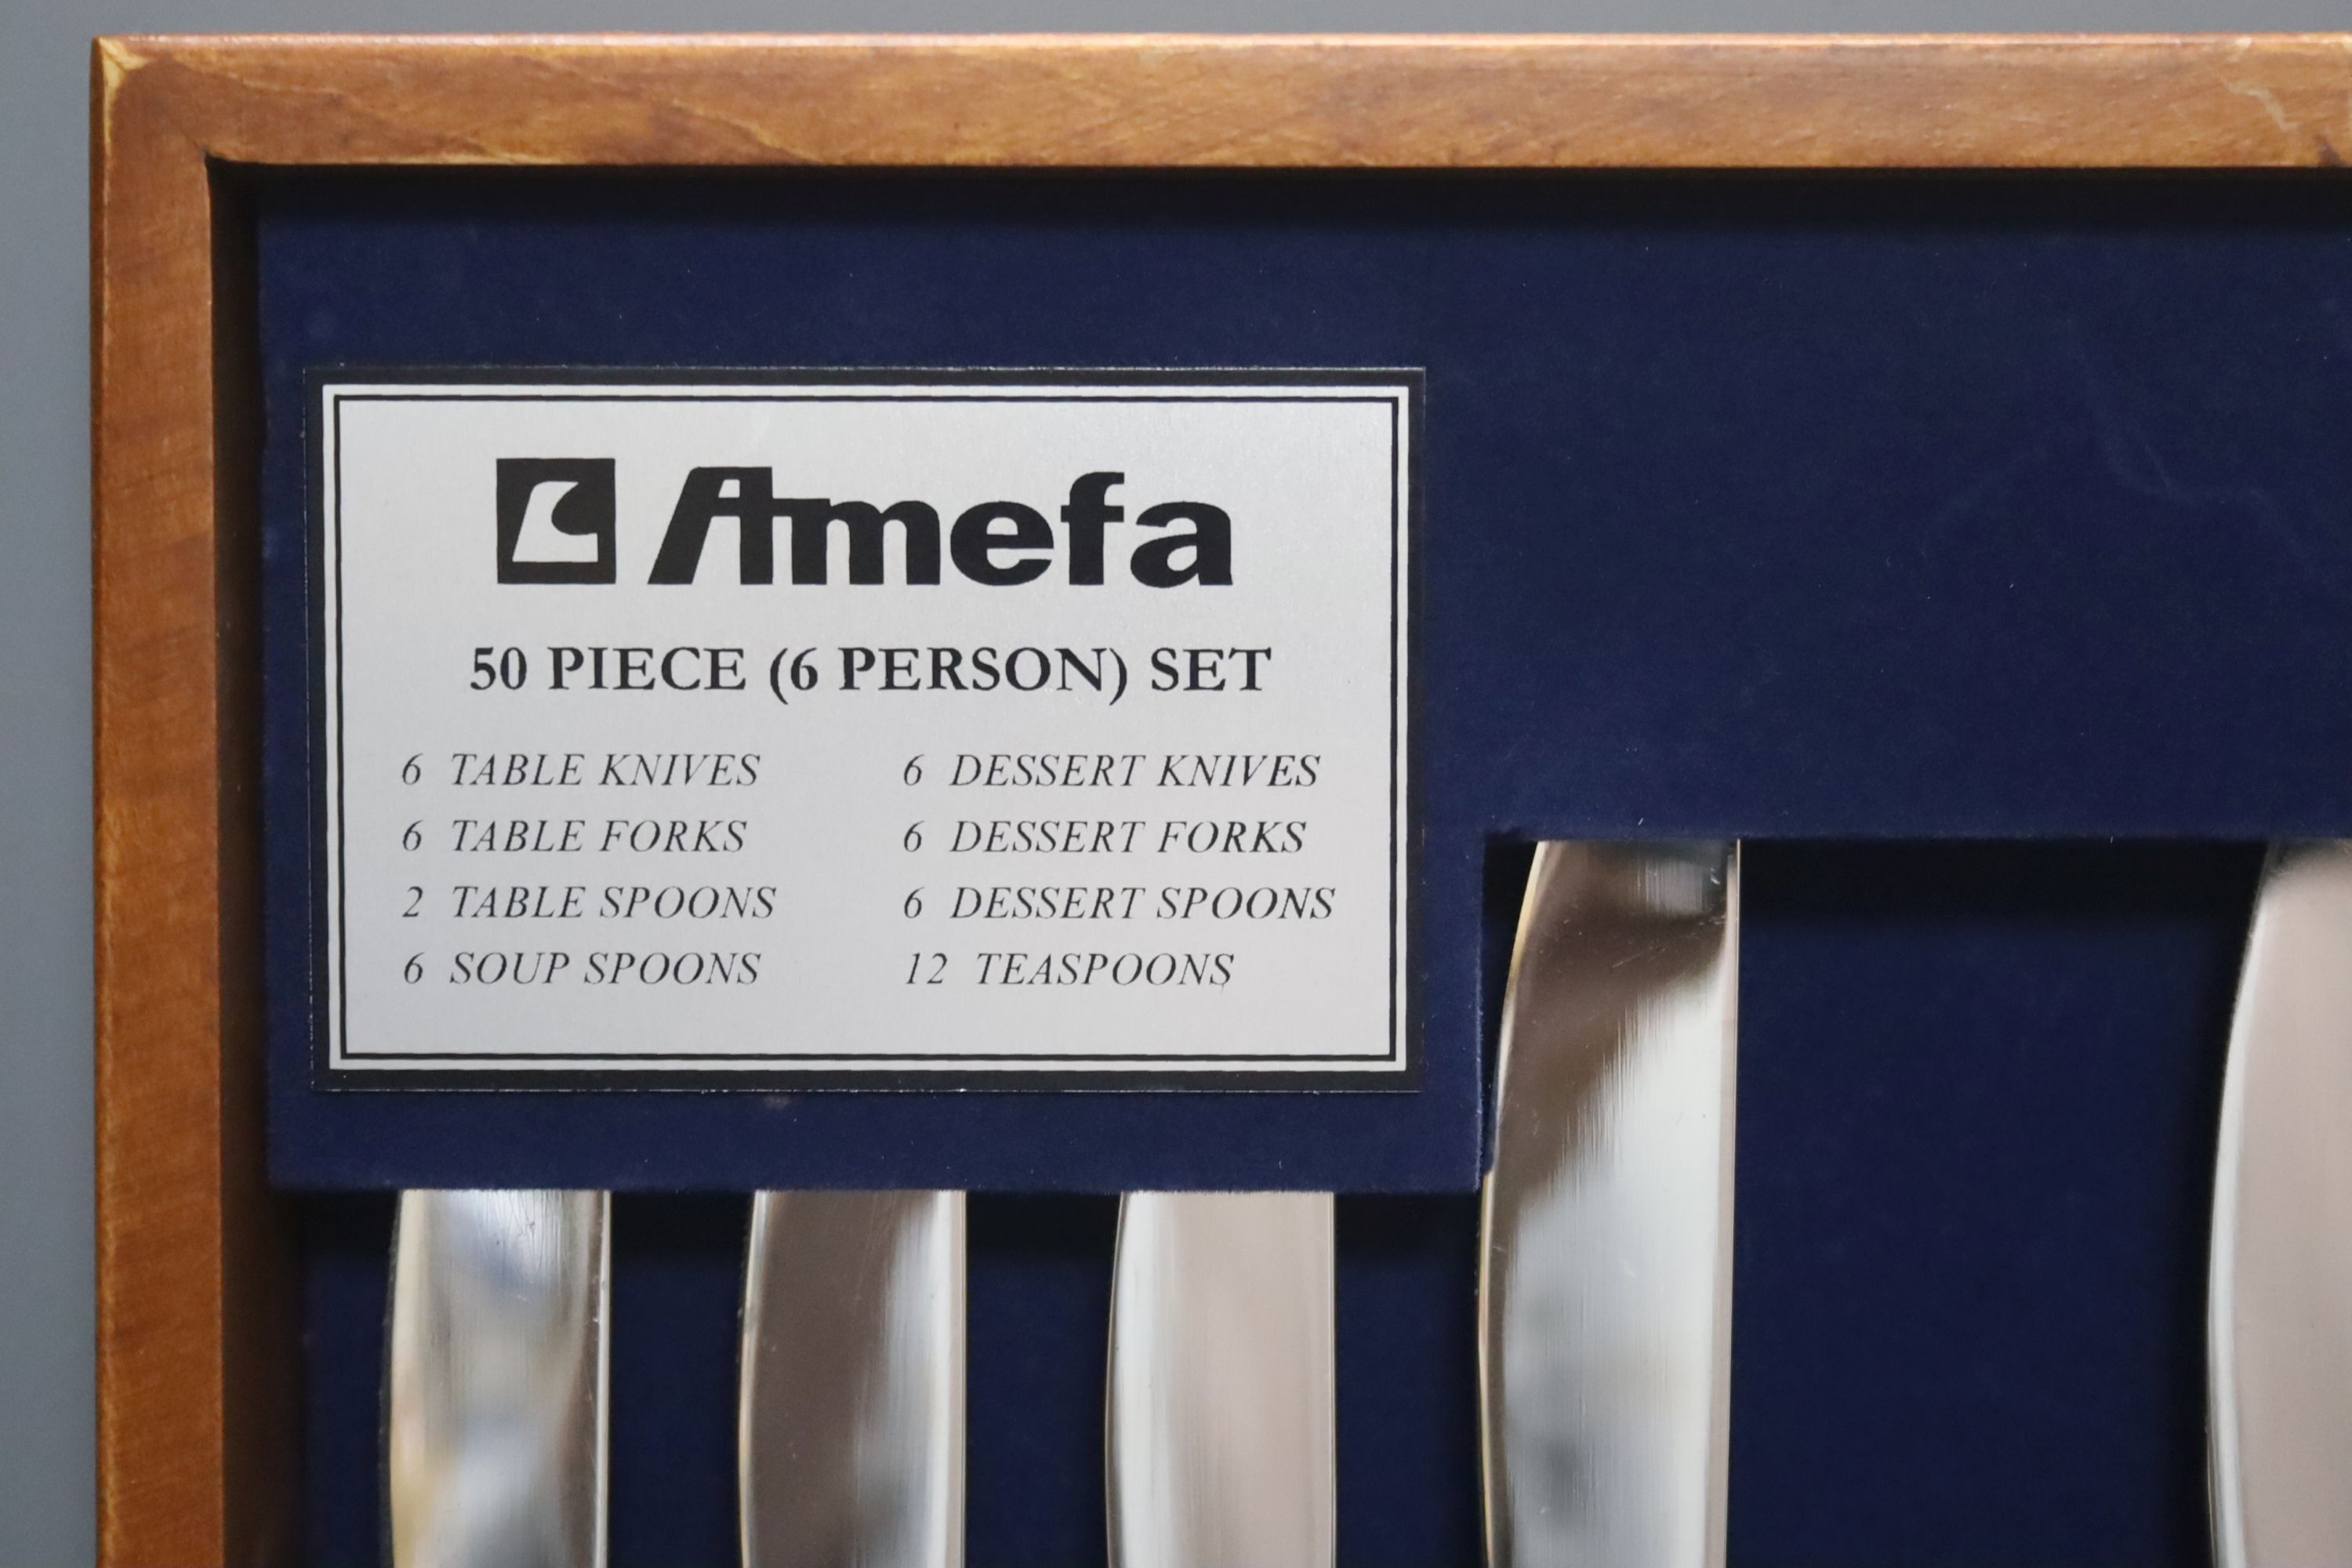 Amefa
50 PIECE (6 PERSON) SET
6 TABLE KNIVES 6 DESSERT KNIVES
6 TABLE FORKS 6 DESSERT FORKS
2 TABLE SPOONS 6 DESSERT SPOONS
6 SOUP SPOONS 12 TEASPOONS